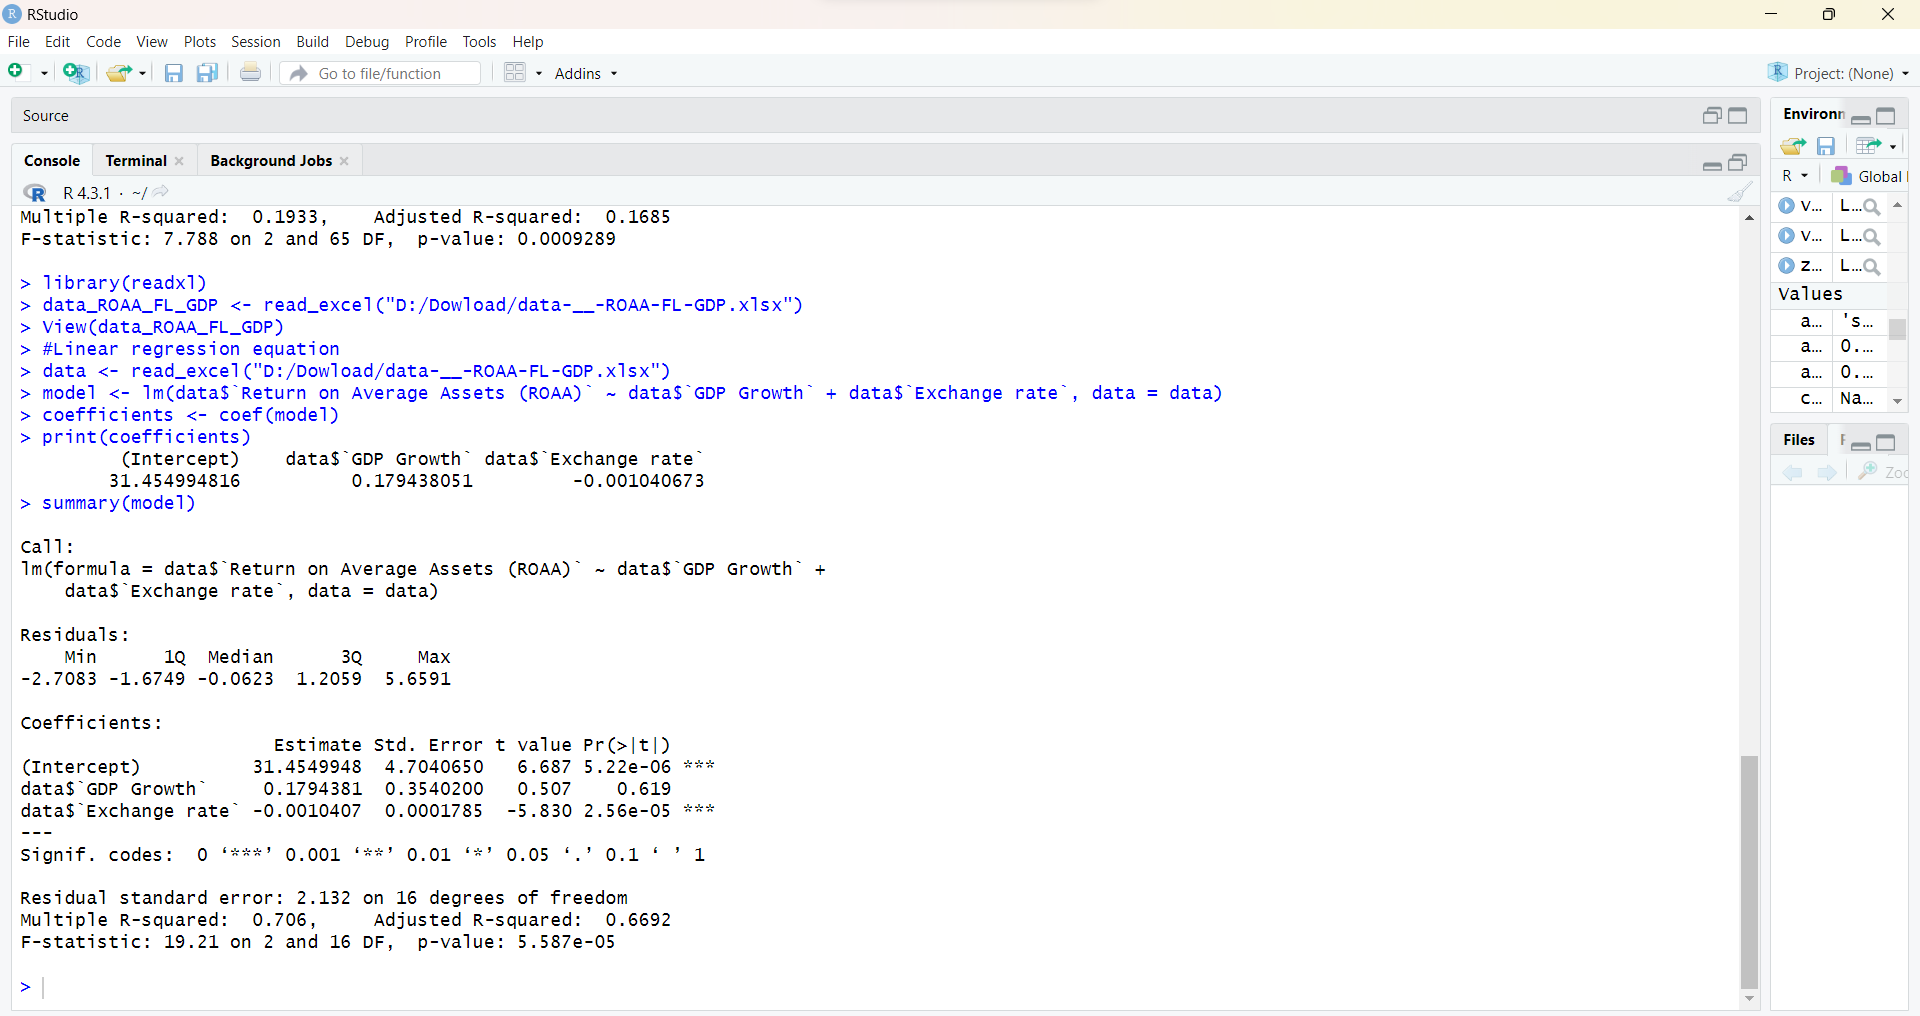 RStudio
File Edit Code View Plots Session Build Debug Profile Tools Help
Go to file/function Addins Project: (None)
Source
Console Terminal Background Jobs
R 4.3.1 · ~/
Multiple R-squared:  0.1933,    Adjusted R-squared:  0.1685
F-statistic: 7.788 on 2 and 65 DF,  p-value: 0.0009289
> library(readxl)
> data_ROAA_FL_GDP <- read_excel("D:/Dowload/data-__-ROAA-FL-GDP.xlsx")
> View(data_ROAA_FL_GDP)
> #Linear regression equation
> data <- read_excel("D:/Dowload/data-__-ROAA-FL-GDP.xlsx")
> model <- lm(data$`Return on Average Assets (ROAA)` ~ data$`GDP Growth` + data$`Exchange rate`, data = data)
> coefficients <- coef(model)
> print(coefficients)
(Intercept)    data$`GDP Growth` data$`Exchange rate`
31.454994816          0.179438051         -0.001040673
> summary(model)
Call:
lm(formula = data$`Return on Average Assets (ROAA)` ~ data$`GDP Growth` +
data$`Exchange rate`, data = data)
Residuals:
Min      1Q  Median      3Q     Max
-2.7083 -1.6749 -0.0623  1.2059  5.6591
Coefficients:
Estimate Std. Error t value Pr(>|t|)
(Intercept)          31.4549948  4.7040650   6.687 5.22e-06 ***
data$`GDP Growth`     0.1794381  0.3540200   0.507    0.619
data$`Exchange rate` -0.0010407  0.0001785  -5.830 2.56e-05 ***
---
Signif. codes:  0 ‘***’ 0.001 ‘**’ 0.01 ‘*’ 0.05 ‘.’ 0.1 ‘ ’ 1
Residual standard error: 2.132 on 16 degrees of freedom
Multiple R-squared:  0.706,     Adjusted R-squared:  0.6692
F-statistic: 19.21 on 2 and 16 DF,  p-value: 5.587e-05
>
Environ
R Global
v... L...
v... L...
z... L...
Values
a... 's...
a... 0....
a... 0....
c... Na...
Files
Zoo